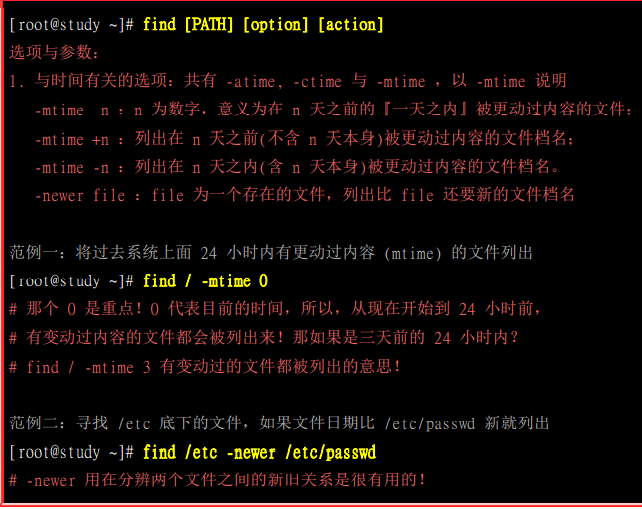 [root@study ~]# find [PATH] [option] [action]
选项与参数：
1. 与时间有关的选项：共有 -atime, -ctime 与 -mtime ，以 -mtime 说明
-mtime n ：n 为数字，意义为在 n 天之前的『一天之内』被更动过内容的文件；
-mtime +n ：列出在 n 天之前(不含 n 天本身)被更动过内容的文件档名；
-mtime -n ：列出在 n 天之内(含 n 天本身)被更动过内容的文件档名。
-newer file ：file 为一个存在的文件，列出比 file 还要新的文件档名
范例一：将过去系统上面 24 小时内有更动过内容 (mtime) 的文件列出
[root@study ~]# find / -mtime 0
# 那个 0 是重点！0 代表目前的时间，所以，从现在开始到 24 小时前，
# 有变动过内容的文件都会被列出来！那如果是三天前的 24 小时内？
# find / -mtime 3 有变动过的文件都被列出的意思！
范例二：寻找 /etc 底下的文件，如果文件日期比 /etc/passwd 新就列出
[root@study ~]# find /etc -newer /etc/passwd
# -newer 用在分辨两个文件之间的新旧关系是很有用的！